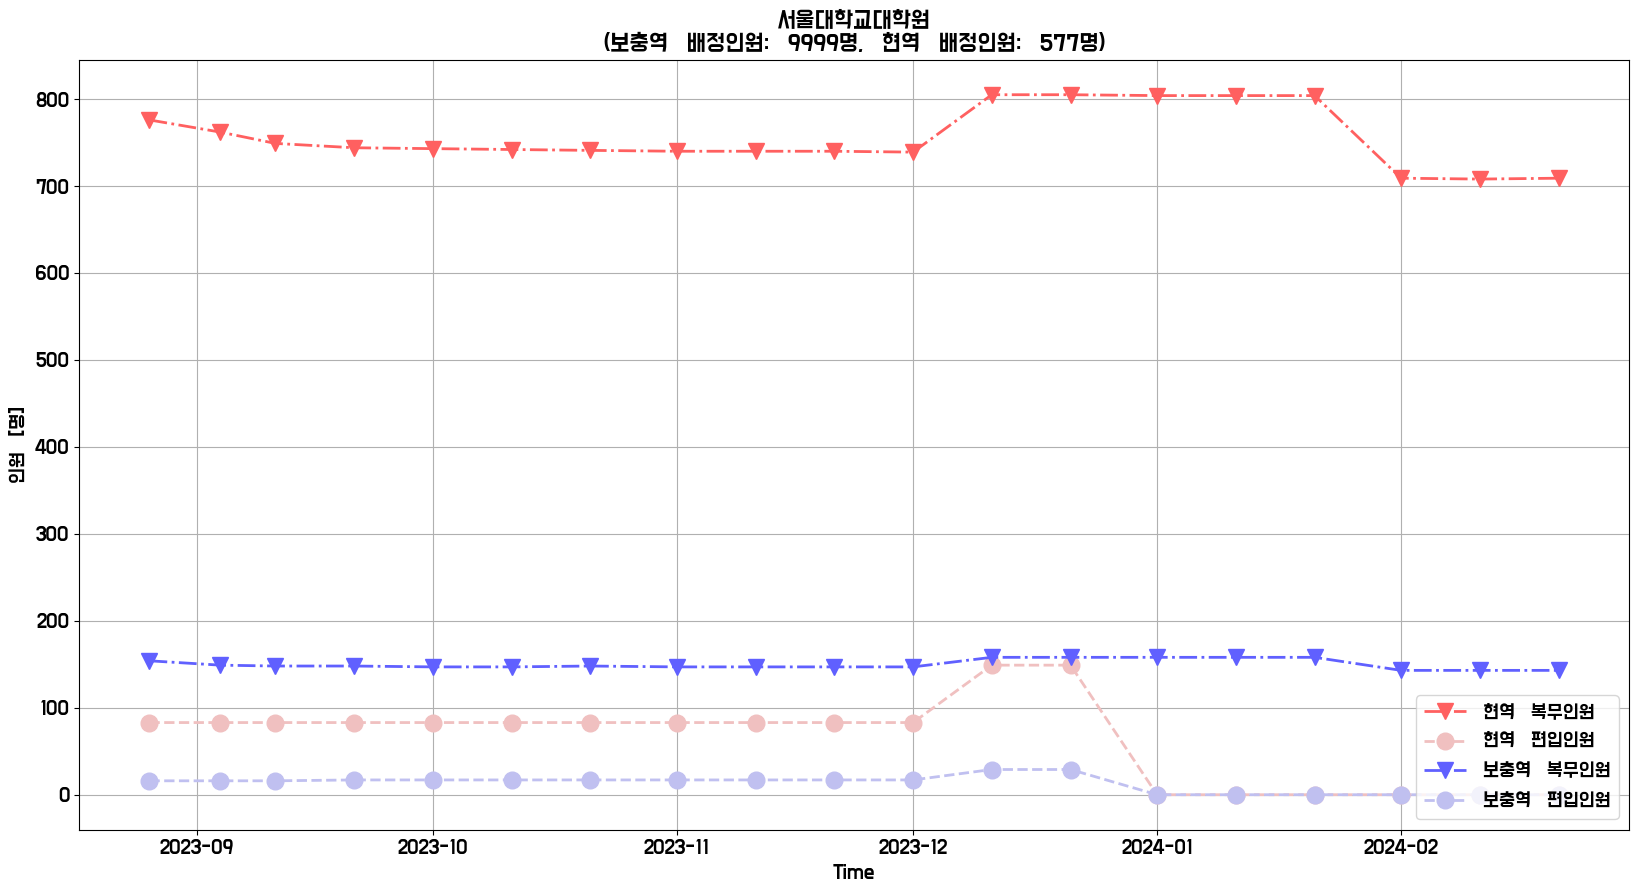 서울대학교대학원
(보충역 배정인원: 9999명, 현역 배정인원: 577명)
800
700
600
500
400
300
200
100
0
인원 [명]
현역 복무인원
현역 편입인원
보충역 복무인원
보충역 편입인원
2023-09
2023-10
2023-11
2023-12
2024-01
2024-02
Time